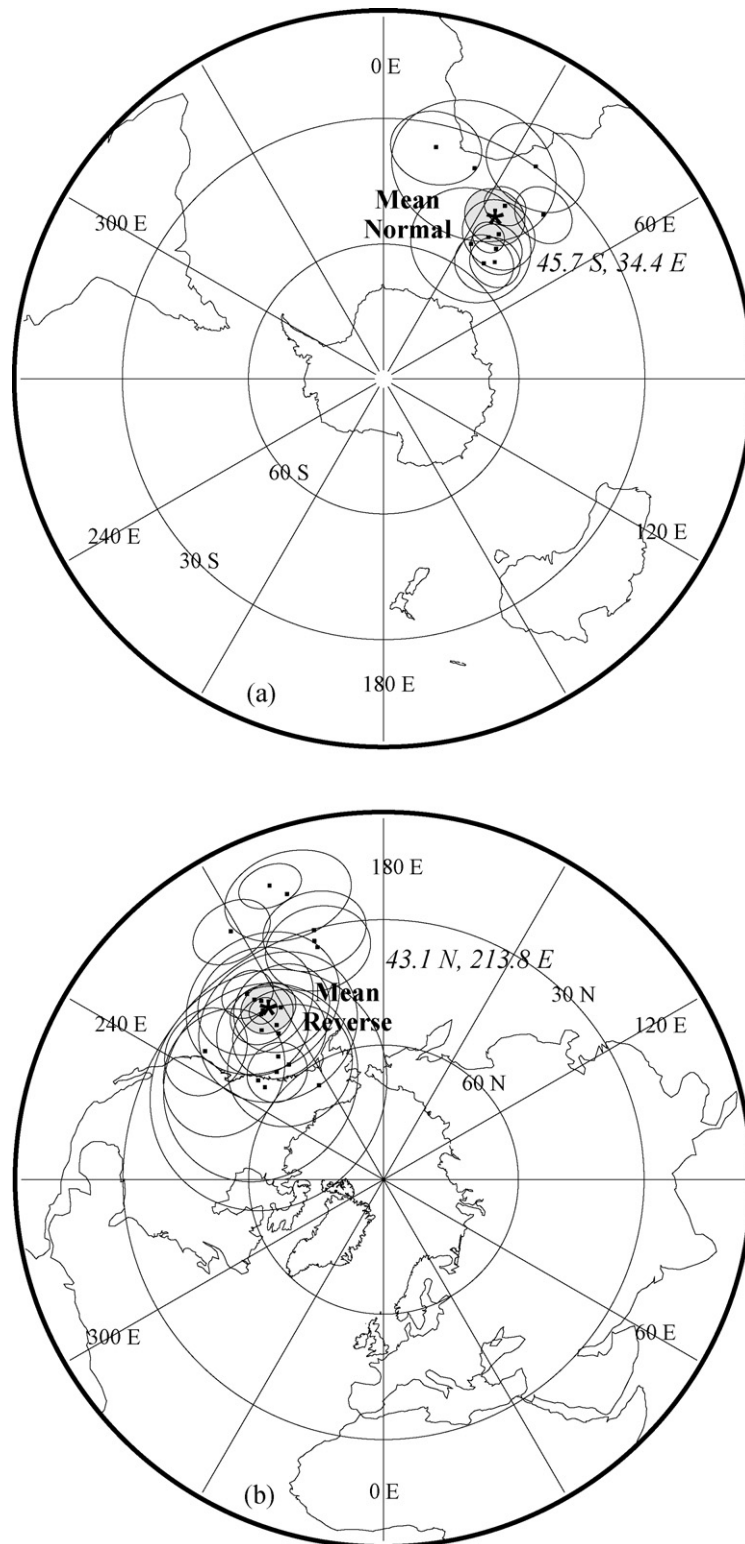 0 E
Mean
Normal
300 E
60 E
45.7 S, 34.4 E
60 S
240 E
120 E
30 S
180 E
(a)
180 E
43.1 N, 213.8 E
Mean
Reverse
30 N
240 E
120 E
60 N
300 E
60 E
0 E
(b)